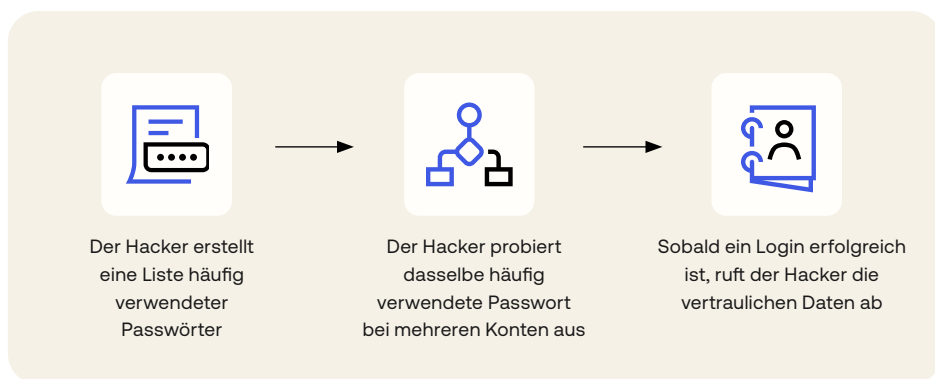 Der Hacker erstellt
eine Liste häufig
verwendeter
Passwörter
Der Hacker probiert
dasselbe häufig
verwendete Passwort
bei mehreren Konten aus
Sobald ein Login erfolgreich
ist, ruft der Hacker die
vertraulichen Daten ab